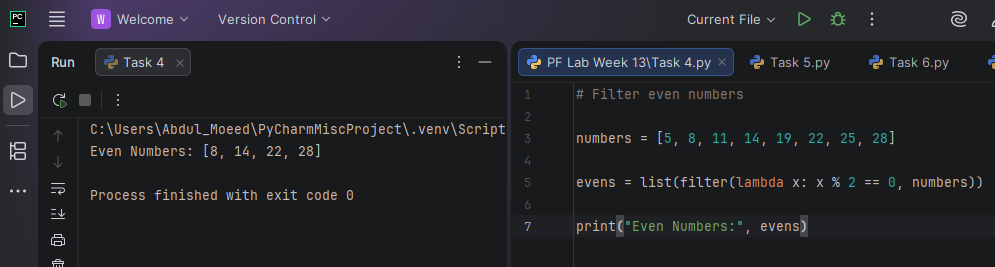 PC
W Welcome Version Control Current File
Run Task 4
PF Lab Week 13\Task 4.py Task 5.py Task 6.py
C:\Users\Abdul_Moeed\PyCharmMiscProject\.venv\Script
Even Numbers: [8, 14, 22, 28]
Process finished with exit code 0
1 # Filter even numbers
2
3 numbers = [5, 8, 11, 14, 19, 22, 25, 28]
4
5 evens = list(filter(lambda x: x % 2 == 0, numbers))
6
7 print("Even Numbers:", evens)